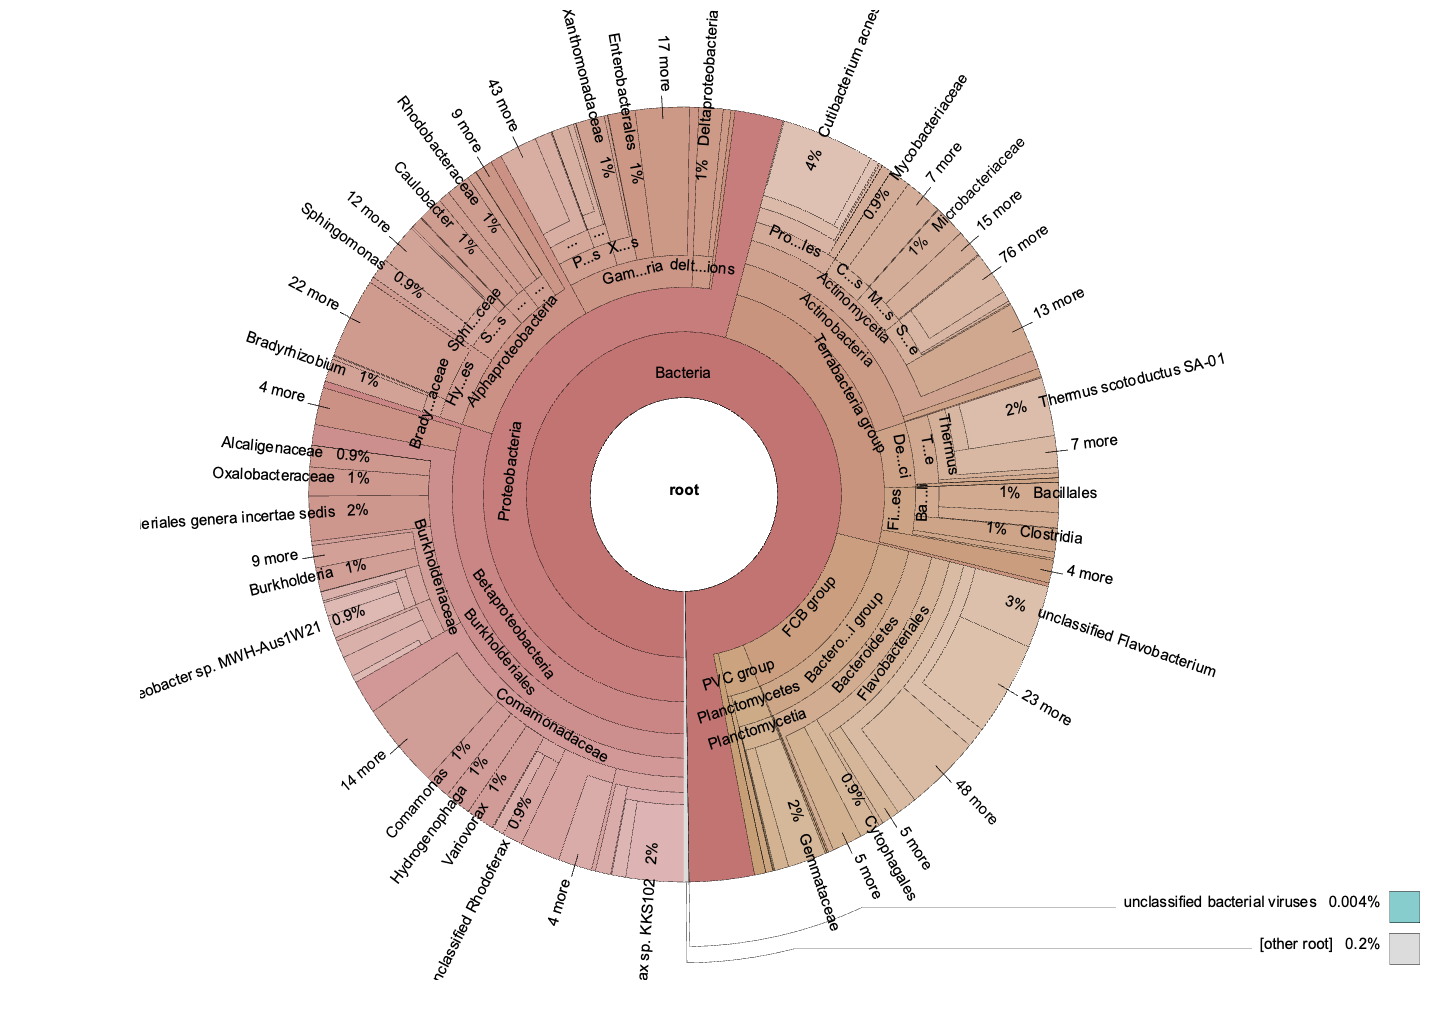 root
Bacteria
Proteobacteria
Terrabacteria group
FCB group
PVC group
Betaproteobacteria
Burkholderiales
Burkholderiaceae
Comamonadaceae
Alphaproteobacteria
Gam...ria
delt...ions
Actinobacteria
Actinomycetia
Pro...les
C...s
M...s
S...e
De...ci
T...e
Thermus
Fi...es
Ba...li
Bactero...i group
Bacteroidetes
Flavobacteriales
Planctomycetes
Planctomycetia
P...s
X...s
...
...
Sphi...ceae
S...s
...
...
Hy...es
Brady...aceae
Xanthomonadaceae 1%
Enterobacterales 1%
17 more
Deltaproteobacteria 1%
4% Cutibacterium acnes
0.9% Mycobacteriaceae
7 more
1% Microbacteriaceae
15 more
76 more
13 more
2% Thermus scotoductus SA-01
7 more
1% Bacillales
1% Clostridia
4 more
3% unclassified Flavobacterium
23 more
48 more
5 more
0.9% Cytophagales
5 more
2% Gemmataceae
unclassified bacterial viruses 0.004%
[other root] 0.2%
ax sp. KKS102 2%
4 more
nclassified Rhodoferax 0.9%
Variovorax 1%
Hydrogenophaga 1%
Comamonas 1%
14 more
eobacter sp. MWH-Aus1W21 0.9%
Burkholderia 1%
9 more
eriales genera incertae sedis 2%
Oxalobacteraceae 1%
Alcaligenaceae 0.9%
4 more
Bradyrhizobium 1%
22 more
Sphingomonas 0.9%
12 more
Caulobacter 1%
Rhodobacteraceae 1%
9 more
43 more